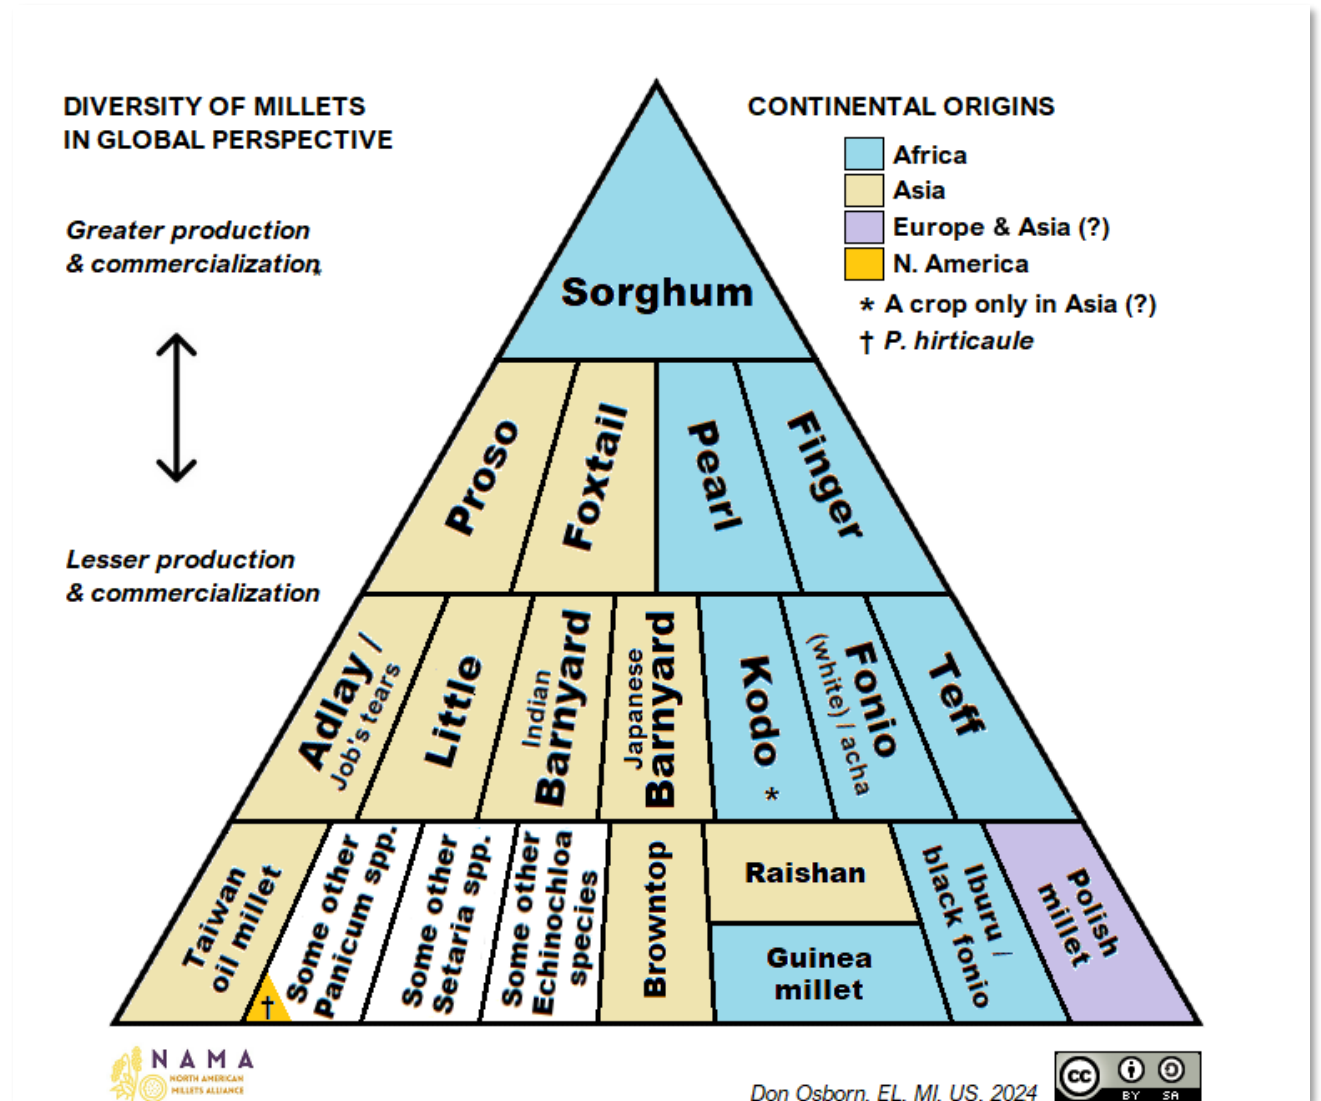 DIVERSITY OF MILLETS
IN GLOBAL PERSPECTIVE
Greater production
& commercialization
Lesser production
& commercialization
CONTINENTAL ORIGINS
Africa
Asia
Europe & Asia (?)
N. America
* A crop only in Asia (?)
† P. hirticaule
Sorghum
Proso
Foxtail
Pearl
Finger
Adlay /
Job's tears
Little
Indian
Barnyard
Japanese
Barnyard
Kodo *
Fonio
(white) / acha
Teff
Taiwan
oil millet
†
Some other
Panicum spp.
Some other
Setaria spp.
Some other
Echinochloa
species
Browntop
Raishan
Guinea
millet
Iburu /
black fonio
Polish
millet
NAMA
NORTH AMERICAN
MILLETS ALLIANCE
Don Osborn, EL, MI, US, 2024
cc
BY SA